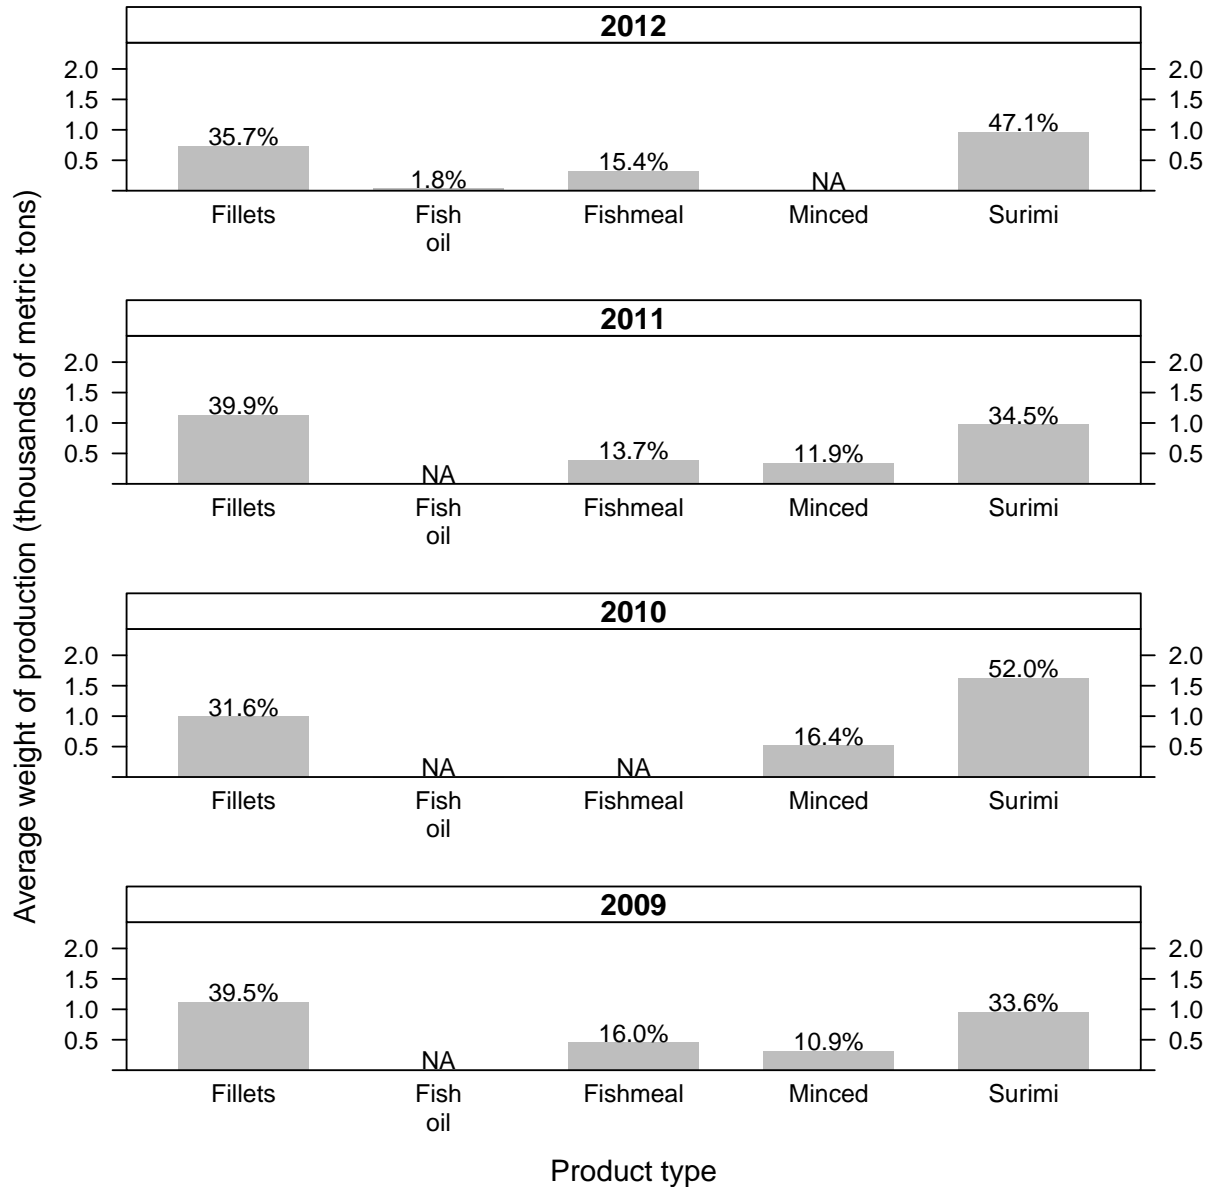 Average weight of production (thousands of metric tons)
2012
2.0 2.0
1.5 1.5
1.0 1.0
0.5 0.5
35.7% 1.8% 15.4% NA 47.1%
Fillets Fish Fishmeal Minced Surimi
oil
2011
2.0 2.0
1.5 1.5
1.0 1.0
0.5 0.5
39.9% NA 13.7% 11.9% 34.5%
Fillets Fish Fishmeal Minced Surimi
oil
2010
2.0 2.0
1.5 1.5
1.0 1.0
0.5 0.5
31.6% NA NA 16.4% 52.0%
Fillets Fish Fishmeal Minced Surimi
oil
2009
2.0 2.0
1.5 1.5
1.0 1.0
0.5 0.5
39.5% NA 16.0% 10.9% 33.6%
Fillets Fish Fishmeal Minced Surimi
oil
Product type